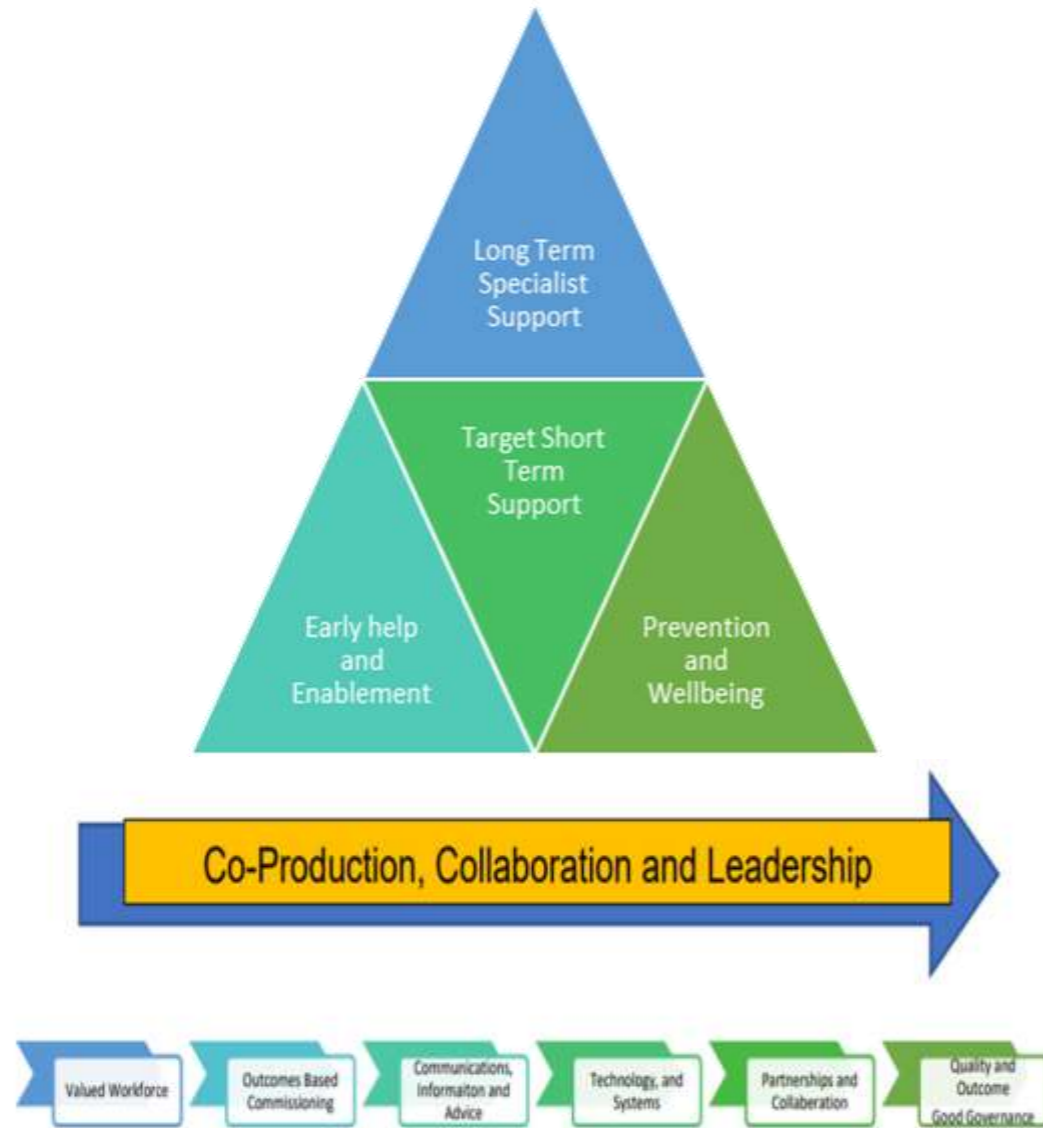 Long Term
Specialist
Support
Target Short
Term
Support
Early help
and
Enablement
Prevention
and
Wellbeing
Co-Production, Collaboration and Leadership
Valued Workforce
Outcomes Based
Commissioning
Communications,
Informaiton and
Advice
Technology, and
Systems
Partnerships and
Collaberation
Quality and
Outcome
Good Governance